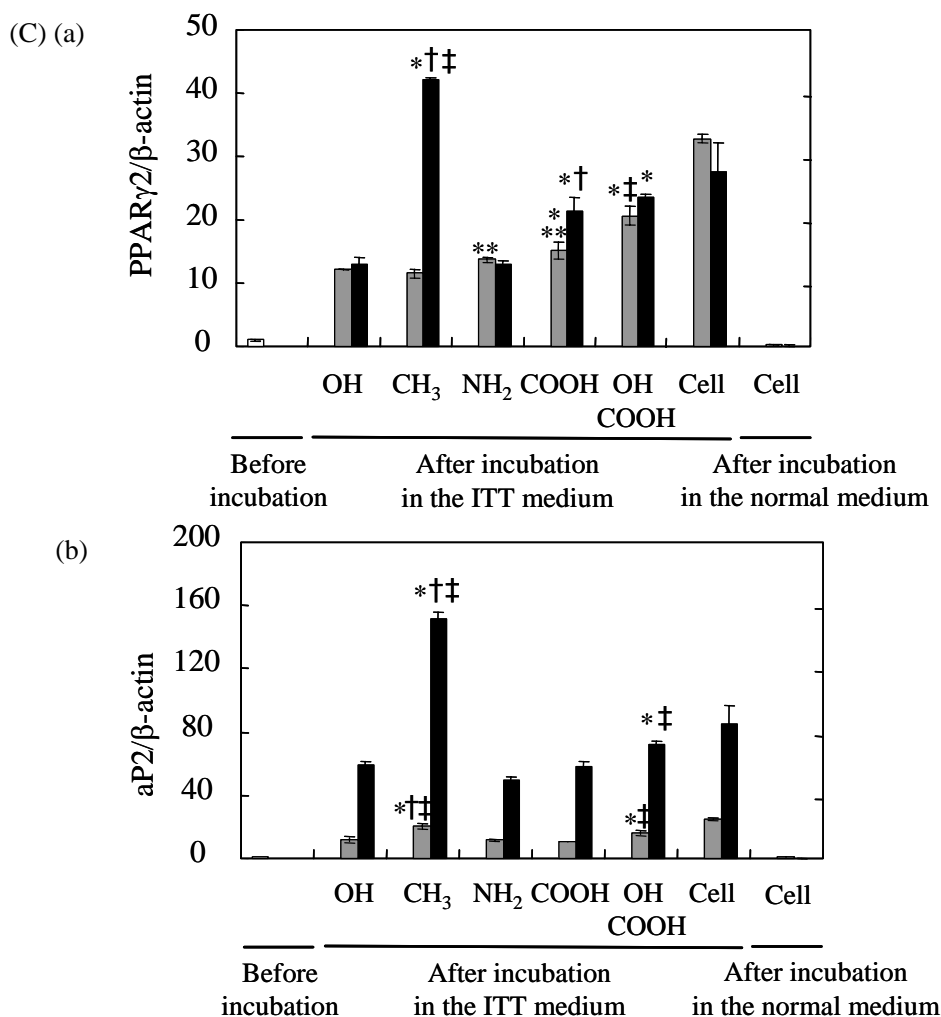 (C) (a)
PPARγ2/β-actin
50
40
30
20
10
0
*†‡
**
*
**
*†
*‡
*
OH CH₃ NH₂ COOH OH Cell Cell
COOH
Before After incubation After incubation
incubation in the ITT medium in the normal medium
(b)
aP2/β-actin
200
160
120
80
40
0
*†‡
*†‡
*‡
*‡
OH CH₃ NH₂ COOH OH Cell Cell
COOH
Before After incubation After incubation
incubation in the ITT medium in the normal medium